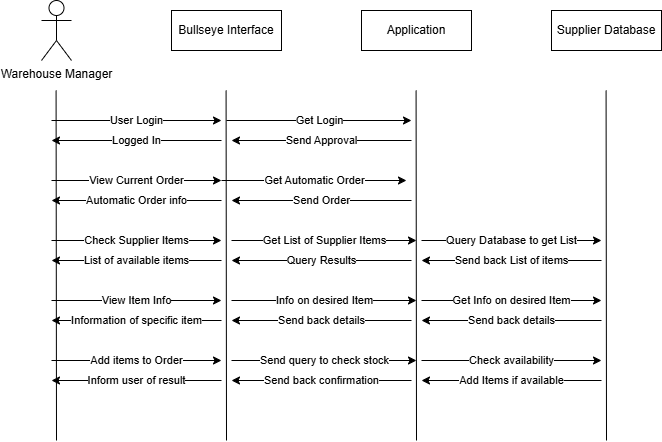 Bullseye Interface
Application
Supplier Database
Warehouse Manager
User Login
Get Login
Logged In
Send Approval
View Current Order
Get Automatic Order
Automatic Order info
Send Order
Check Supplier Items
Get List of Supplier Items
Query Database to get List
List of available items
Query Results
Send back List of items
View Item Info
Info on desired Item
Get Info on desired Item
Information of specific item
Send back details
Send back details
Add items to Order
Send query to check stock
Check availability
Inform user of result
Send back confirmation
Add Items if available